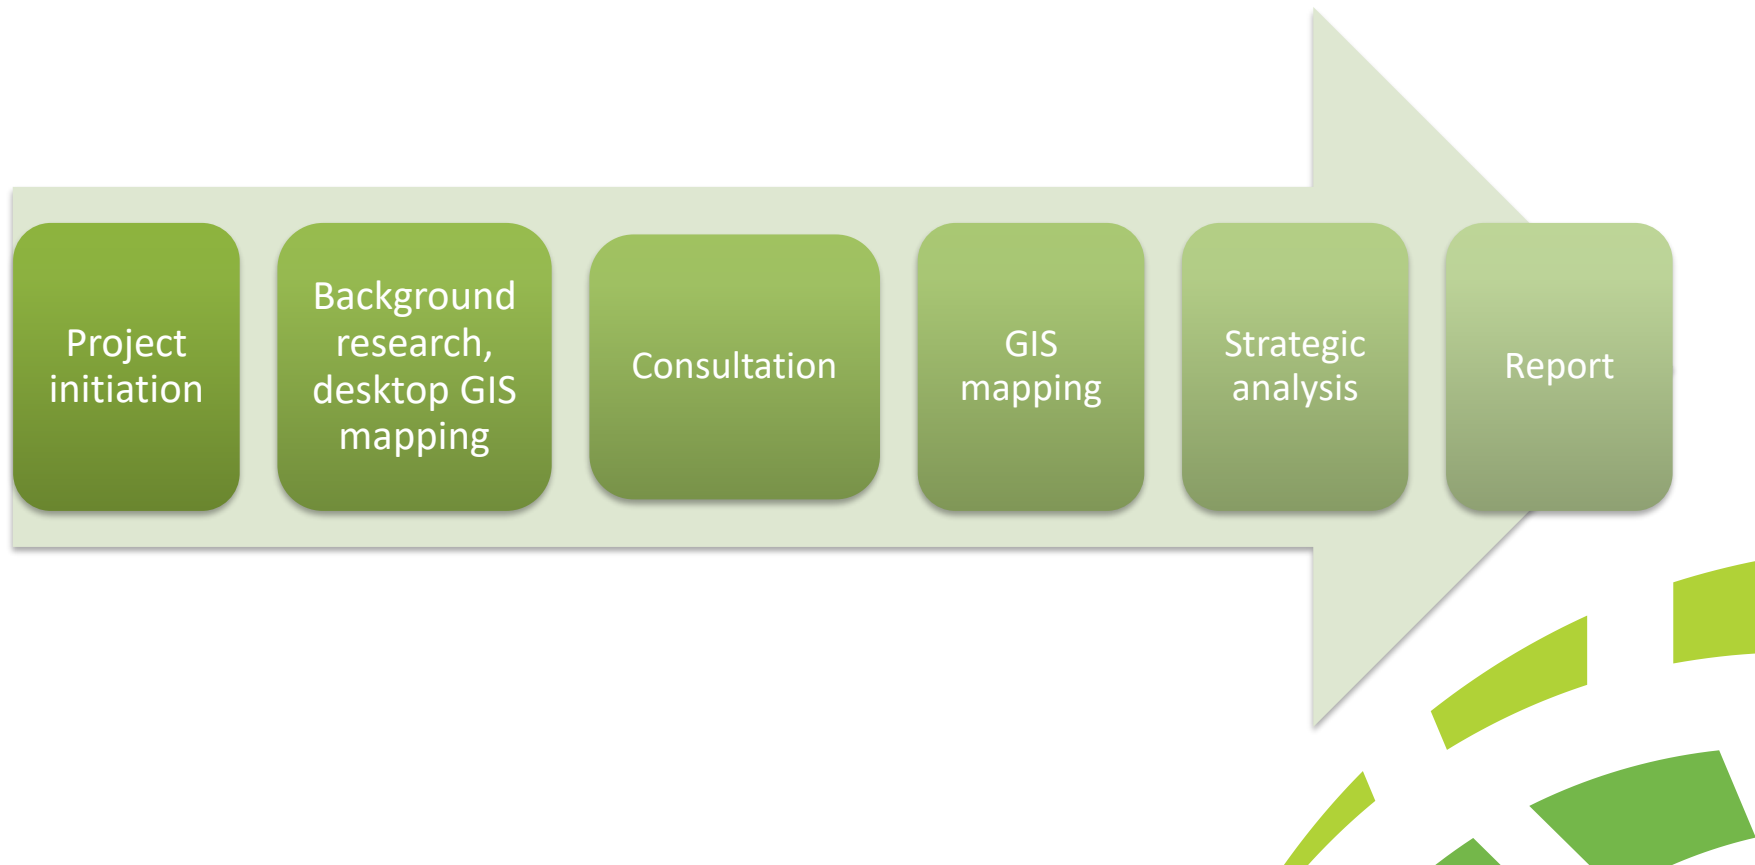 Project
initiation
Background
research,
desktop GIS
mapping
Consultation
GIS
mapping
Strategic
analysis
Report